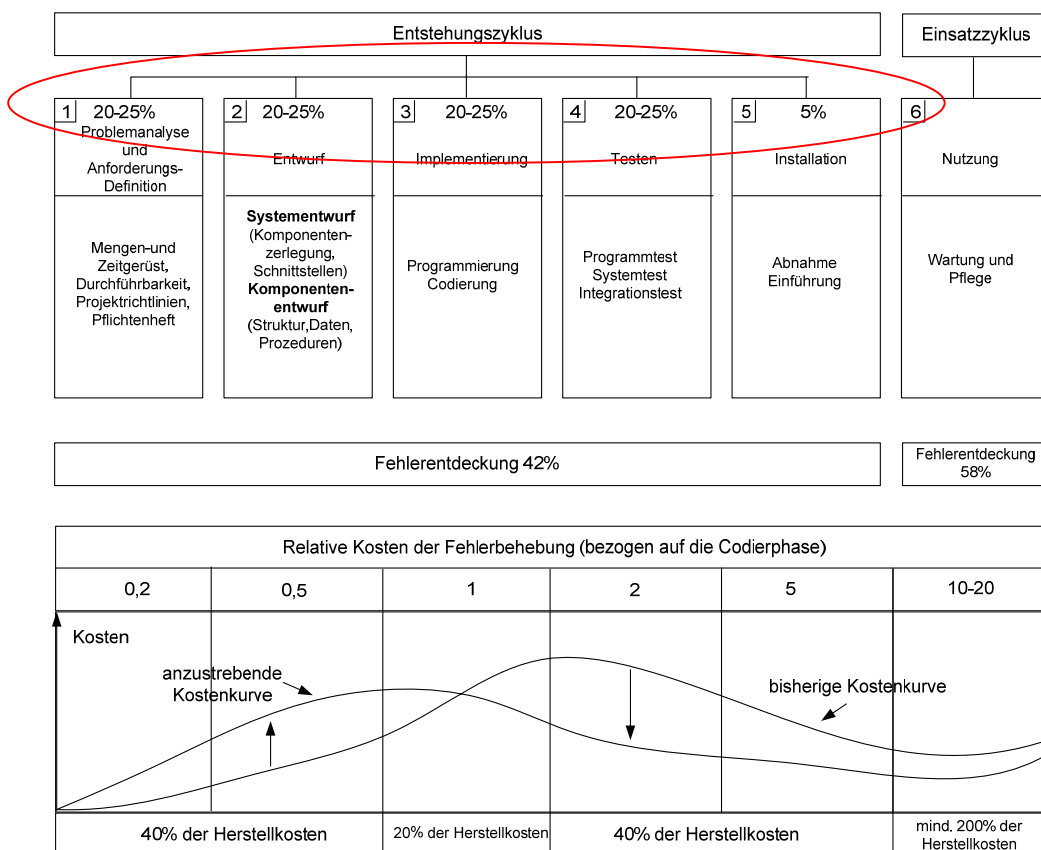 Entstehungszyklus
Einsatzzyklus
1
20-25%
Problemanalyse
und
Anforderungs-
Definition
2
20-25%
Entwurf
3
20-25%
Implementierung
4
20-25%
Testen
5
5%
Installation
6
Nutzung
Mengen-und
Zeitgerüst,
Durchführbarkeit,
Projektrichtlinien,
Pflichtenheft
Systementwurf
(Komponenten-
zerlegung,
Schnittstellen)
Komponenten-
entwurf
(Struktur,Daten,
Prozeduren)
Programmierung
Codierung
Programmtest
Systemtest
Integrationstest
Abnahme
Einführung
Wartung und
Pflege
Fehlerentdeckung 42%
Fehlerentdeckung
58%
Relative Kosten der Fehlerbehebung (bezogen auf die Codierphase)
0,2
0,5
1
2
5
10-20
Kosten
anzustrebende
Kostenkurve
bisherige Kostenkurve
40% der Herstellkosten
20% der Herstellkosten
40% der Herstellkosten
mind. 200% der
Herstellkosten